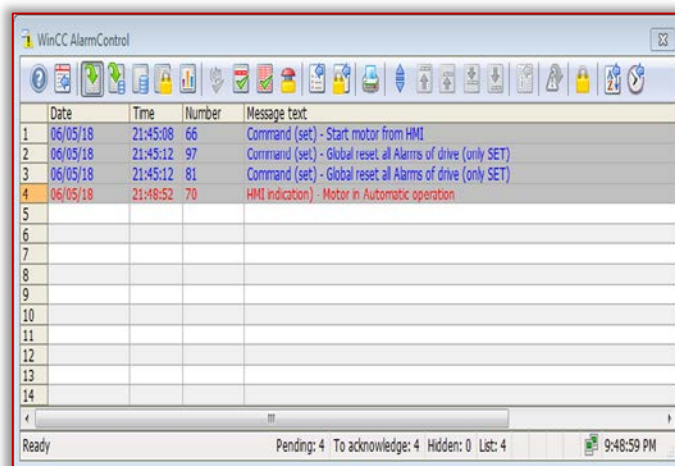 WinCC AlarmControl
Date Time Number Message text
1 06/05/18 21:45:08 66 Command (set) - Start motor from HMI
2 06/05/18 21:45:12 97 Command (set) - Global reset all Alarms of drive (only SET)
3 06/05/18 21:45:12 81 Command (set) - Global reset all Alarms of drive (only SET)
4 06/05/18 21:48:52 70 HMI indication) - Motor in Automatic operation
5
6
7
8
9
10
11
12
13
14
Ready Pending: 4 To acknowledge: 4 Hidden: 0 List: 4 9:48:59 PM